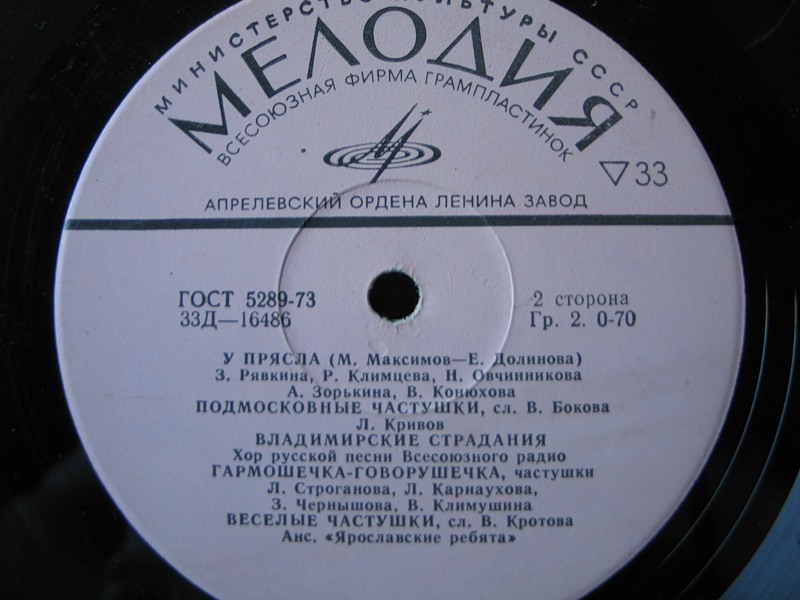 МИНИСТЕРСТВО КУЛЬТУРЫ СССР
МЕЛОДИЯ
ВСЕСОЮЗНАЯ ФИРМА ГРАМПЛАСТИНОК
33
АПРЕЛЕВСКИЙ ОРДЕНА ЛЕНИНА ЗАВОД
ГОСТ 5289-73
2 сторона
33Д—16486
Гр. 2. 0-70
У ПРЯСЛА (М. Максимов—Е. Долинова)
З. Рявкина, Р. Климцева, Н. Овчинникова
А. Зорькина, В. Конюхова
ПОДМОСКОВНЫЕ ЧАСТУШКИ, сл. В. Бокова
Л. Кривов
ВЛАДИМИРСКИЕ СТРАДАНИЯ
Хор русской песни Всесоюзного радио
ГАРМОШЕЧКА-ГОВОРУШЕЧКА, частушки
Л. Строганова, Л. Карнаухова,
З. Чернышова, В. Климушина
ВЕСЕЛЫЕ ЧАСТУШКИ, сл. В. Кротова
Анс. «Ярославские ребята»